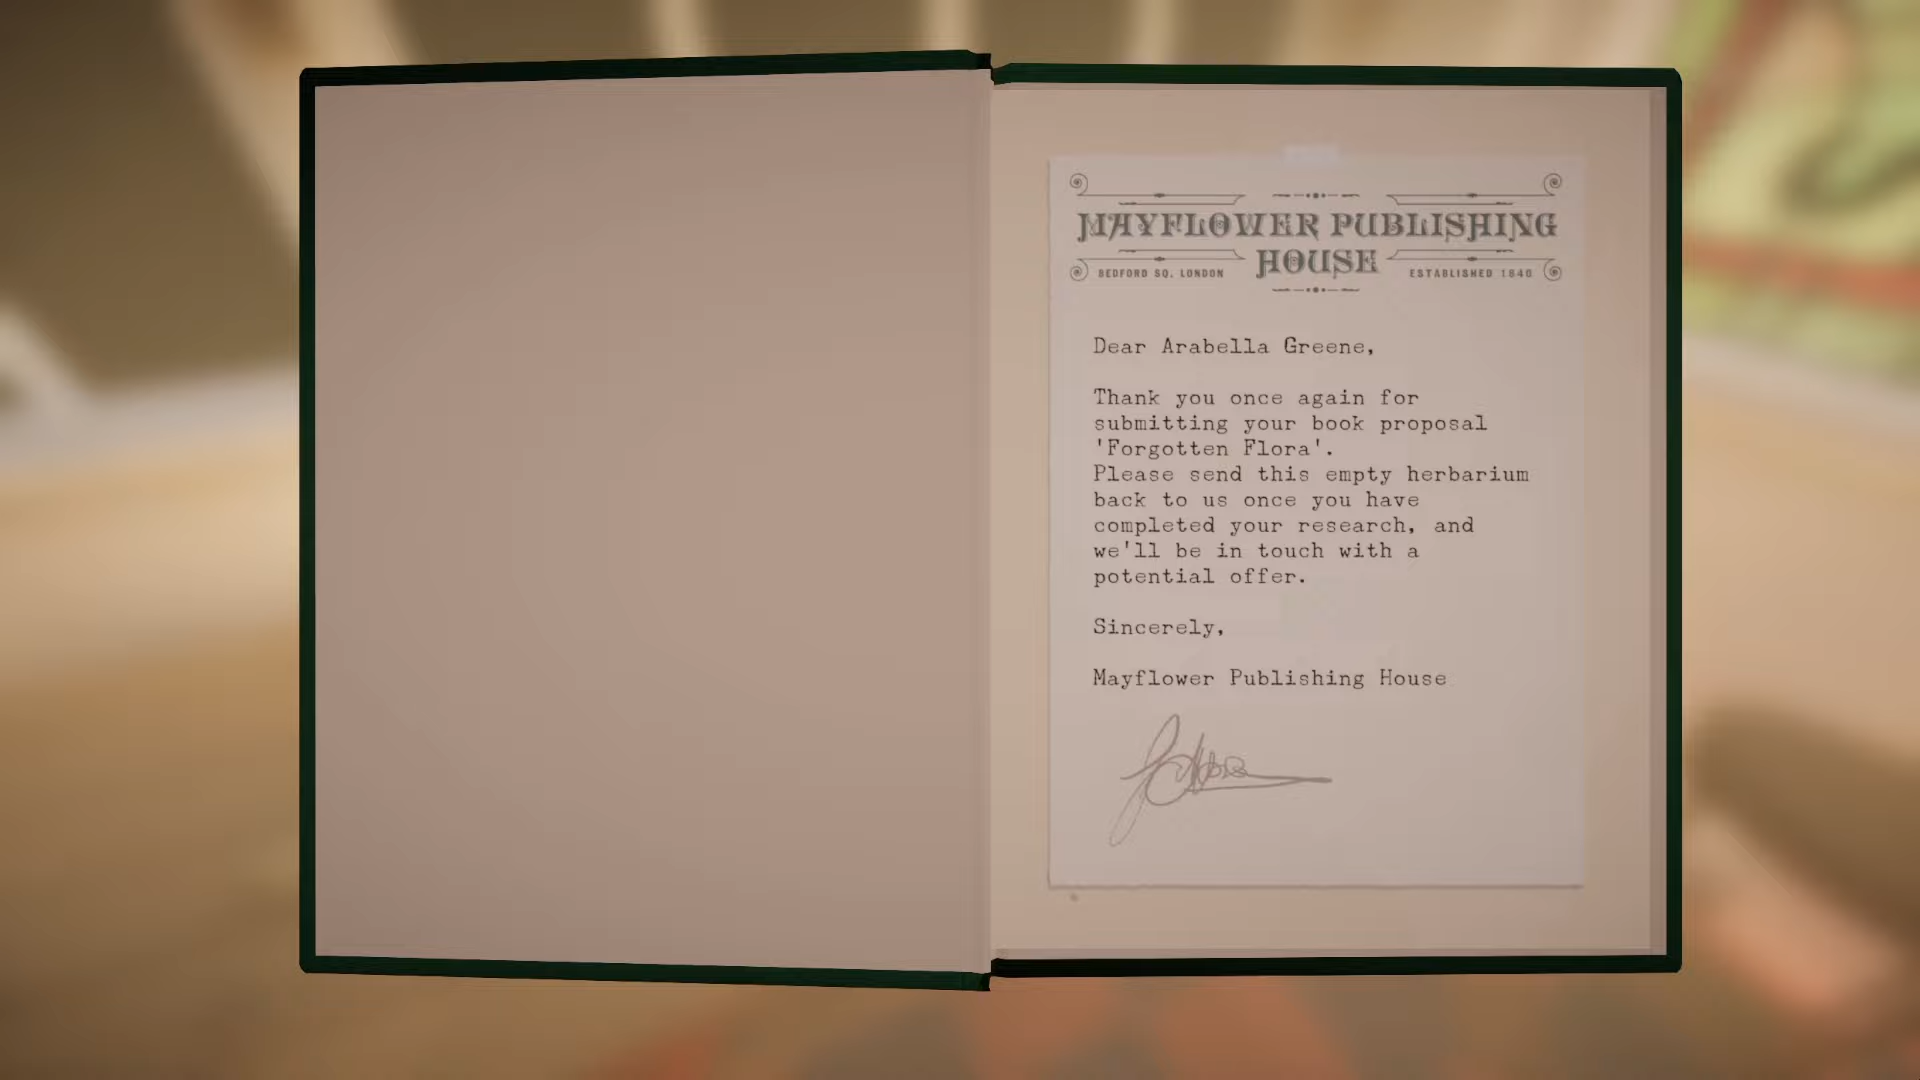 MAYFLOWER PUBLISHING
HOUSE
BEDFORD SQ. LONDON
ESTABLISHED 1840
Dear Arabella Greene,
Thank you once again for
submitting your book proposal
'Forgotten Flora'.
Please send this empty herbarium
back to us once you have
completed your research, and
we'll be in touch with a
potential offer.
Sincerely,
Mayflower Publishing House